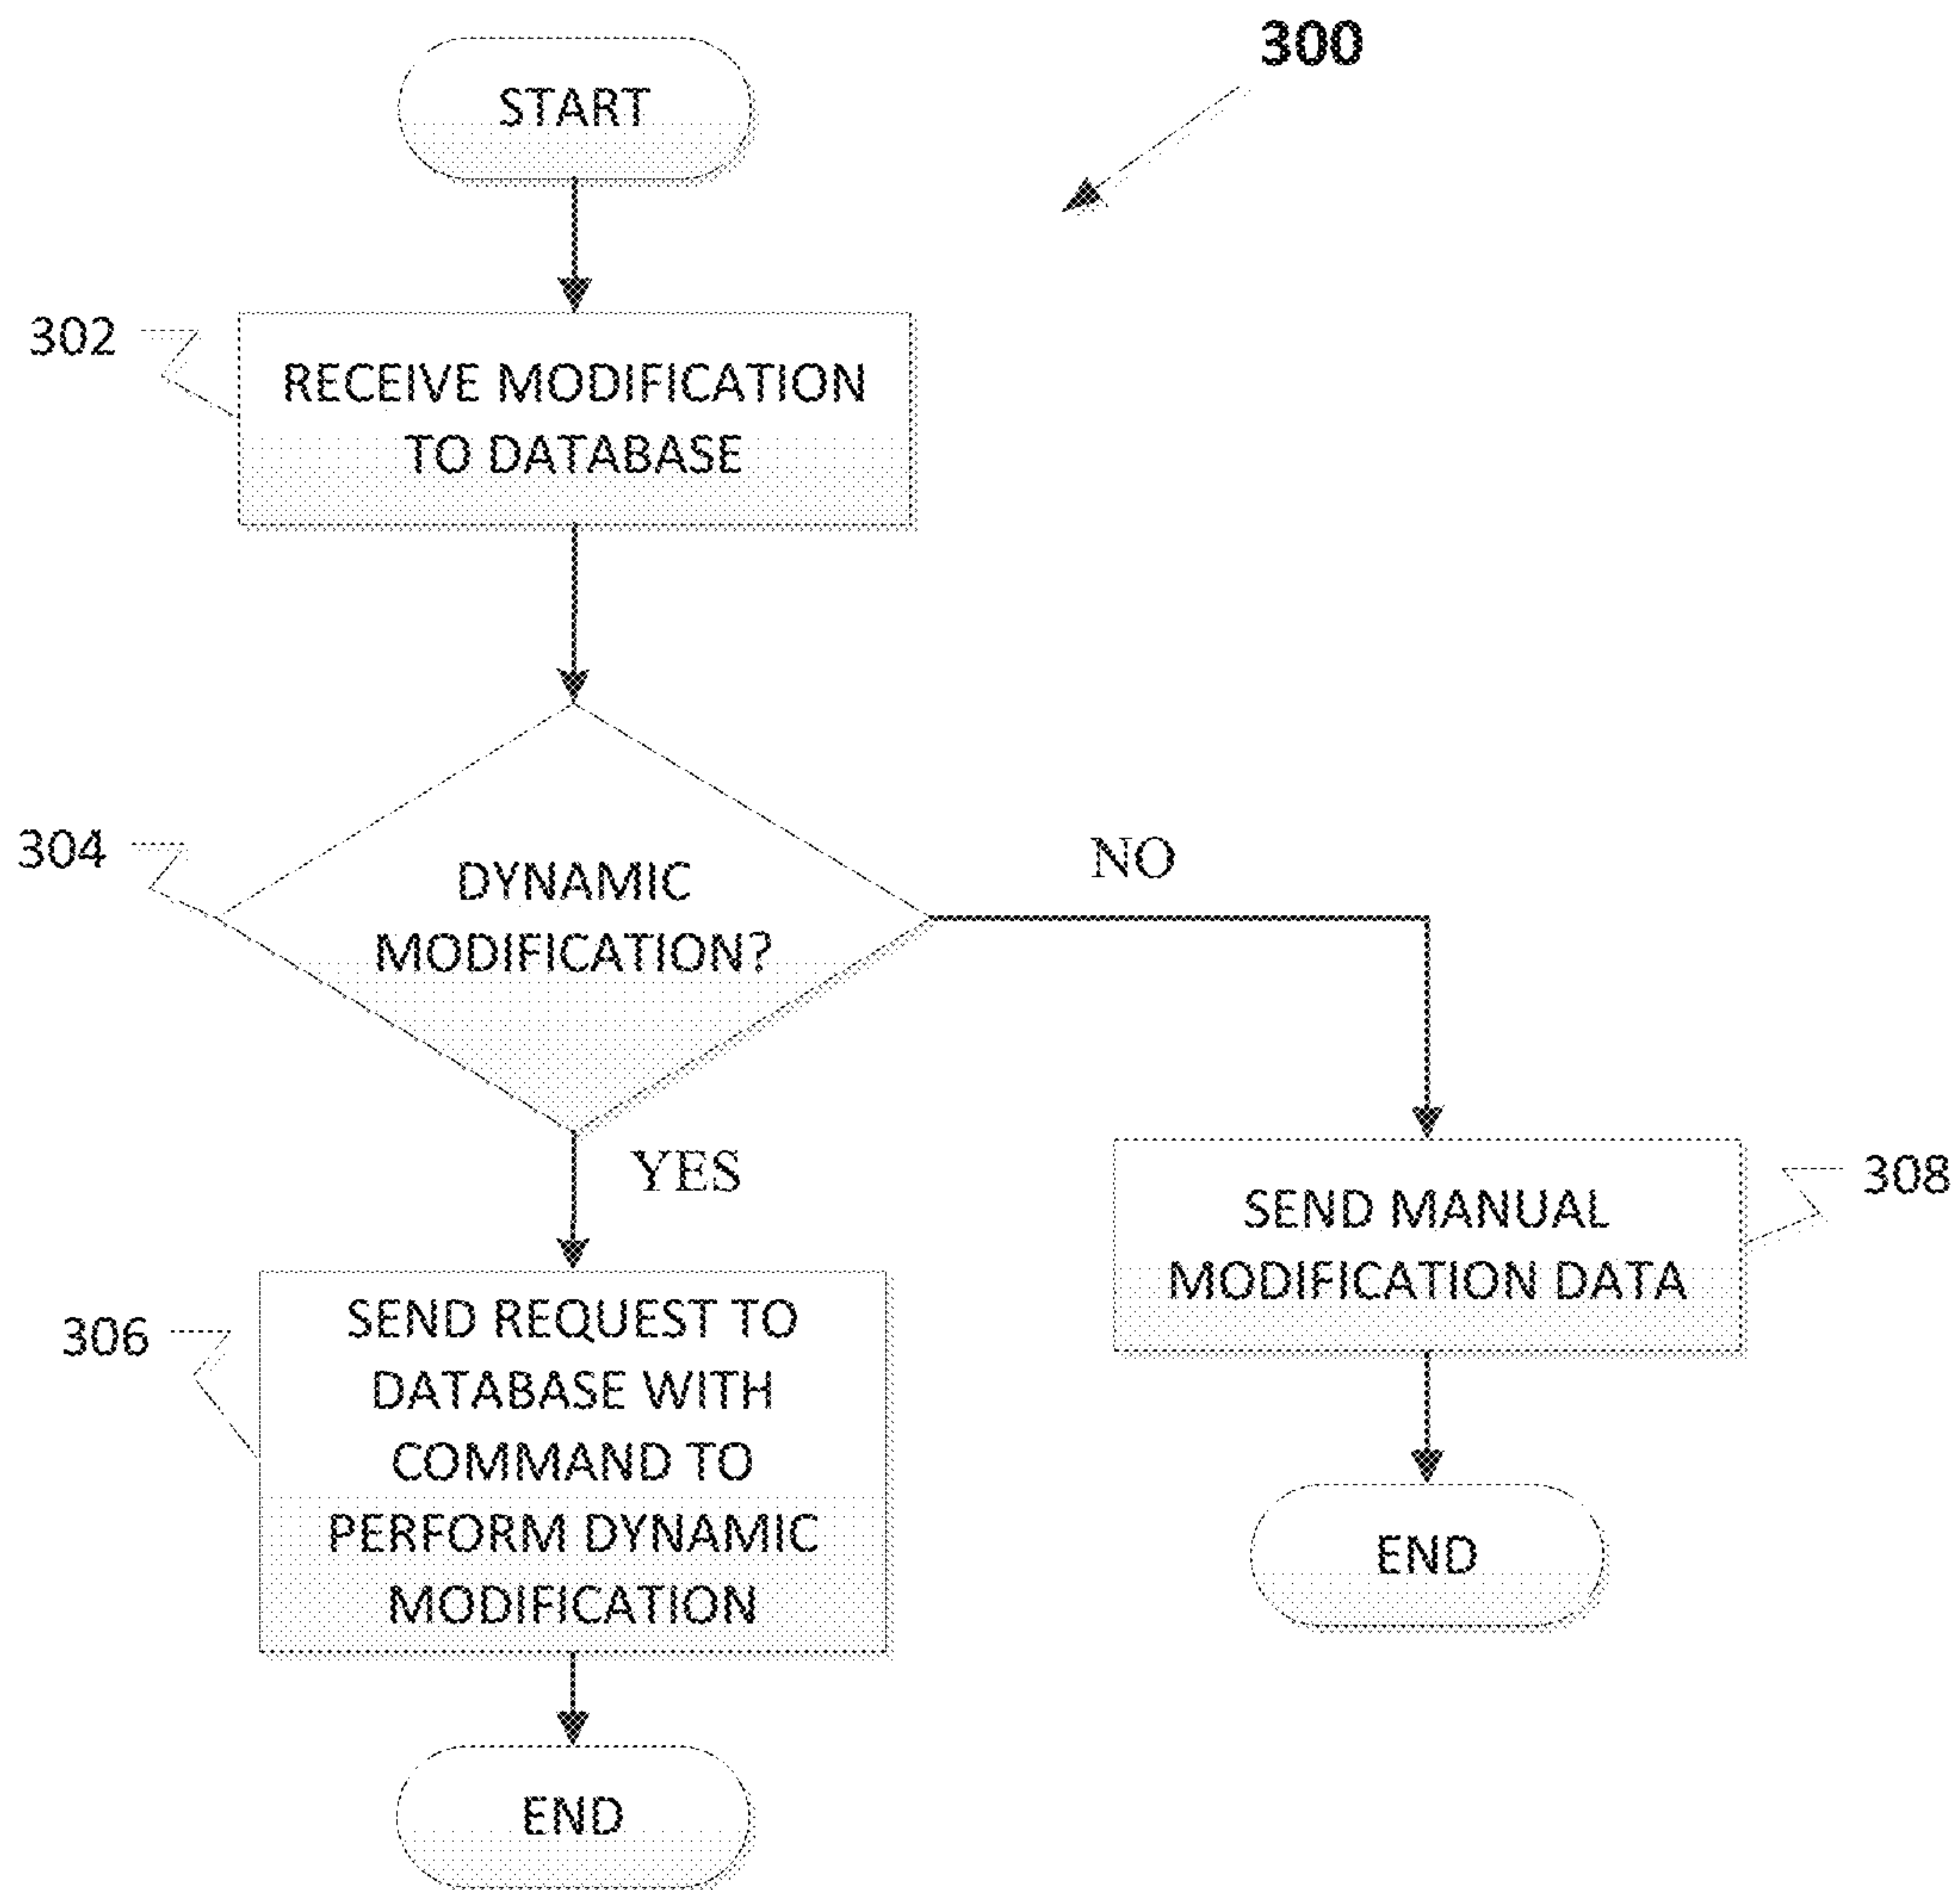 300
START
302
RECEIVE MODIFICATION
TO DATABASE
304
DYNAMIC
MODIFICATION?
NO
YES
306
SEND REQUEST TO
DATABASE WITH
COMMAND TO
PERFORM DYNAMIC
MODIFICATION
SEND MANUAL
MODIFICATION DATA
308
END
END